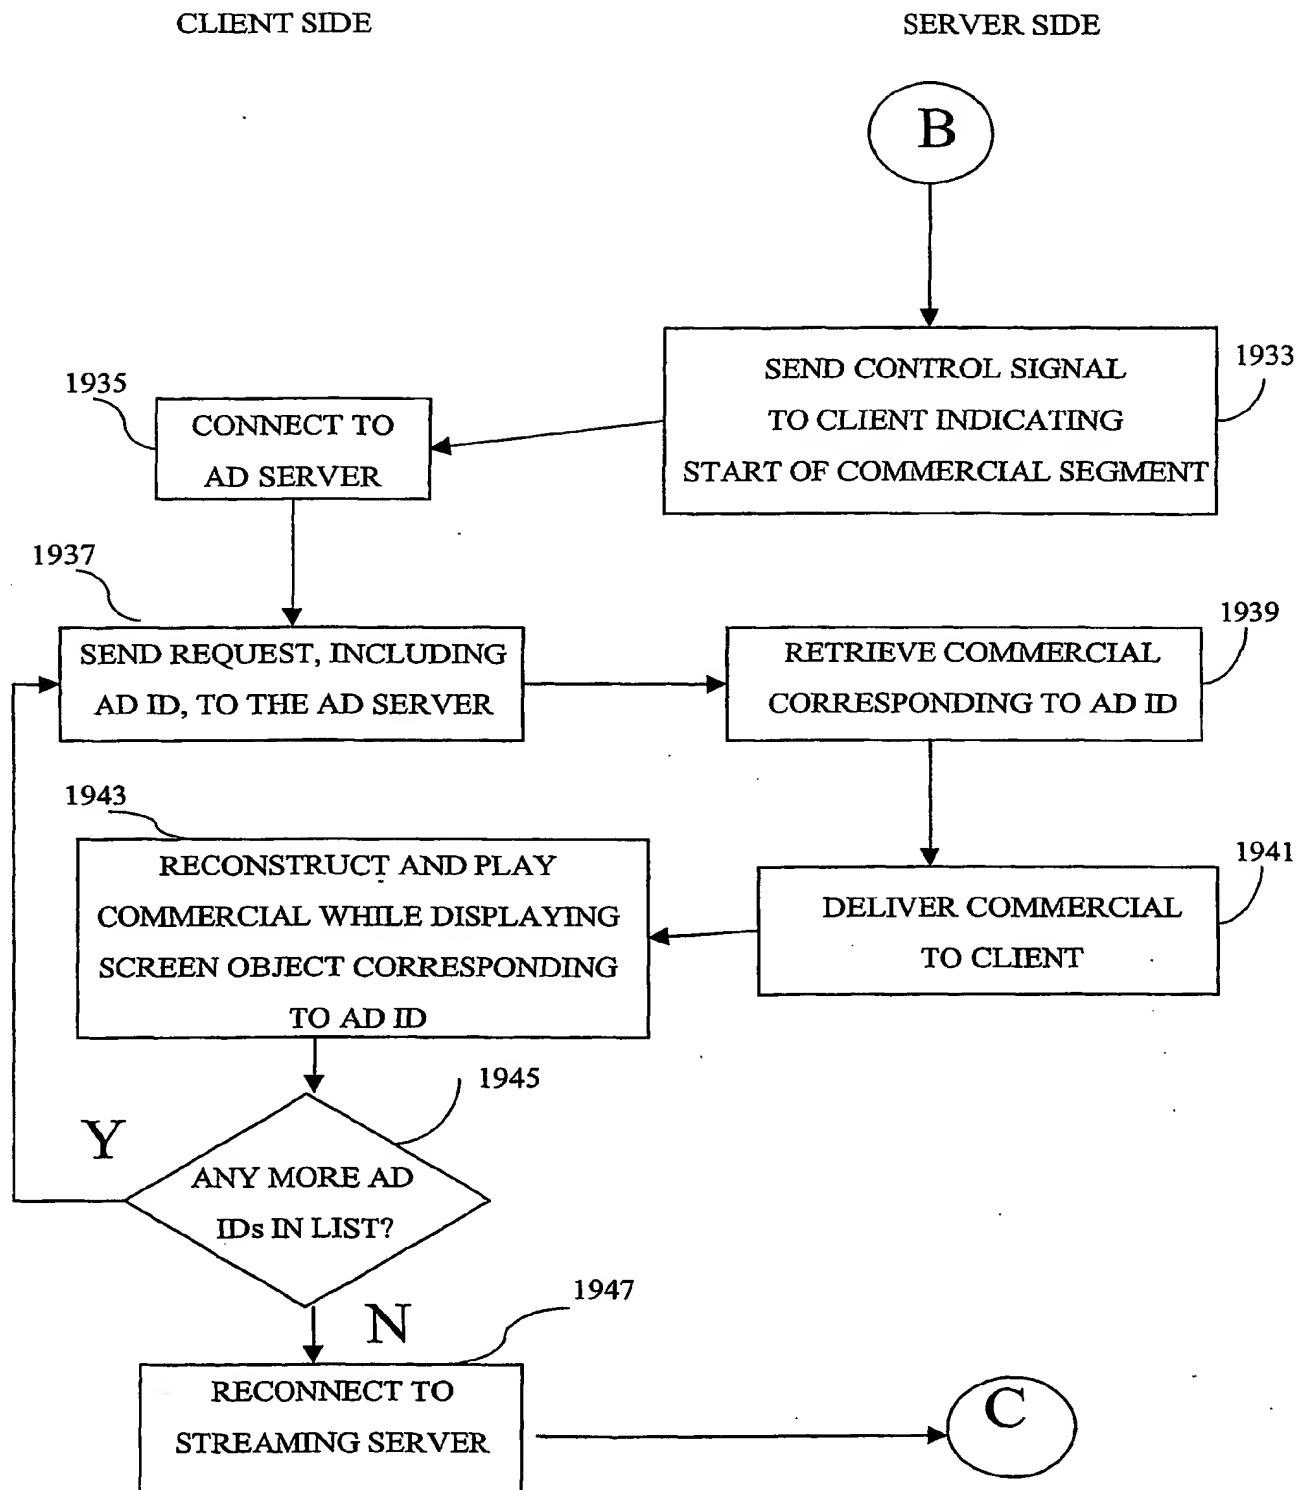 CLIENT SIDE
SERVER SIDE
B
1933
SEND CONTROL SIGNAL
TO CLIENT INDICATING
START OF COMMERCIAL SEGMENT
1935
CONNECT TO
AD SERVER
1937
SEND REQUEST, INCLUDING
AD ID, TO THE AD SERVER
1939
RETRIEVE COMMERCIAL
CORRESPONDING TO AD ID
1941
DELIVER COMMERCIAL
TO CLIENT
1943
RECONSTRUCT AND PLAY
COMMERCIAL WHILE DISPLAYING
SCREEN OBJECT CORRESPONDING
TO AD ID
1945
Y
ANY MORE AD
IDs IN LIST?
N
1947
RECONNECT TO
STREAMING SERVER
C